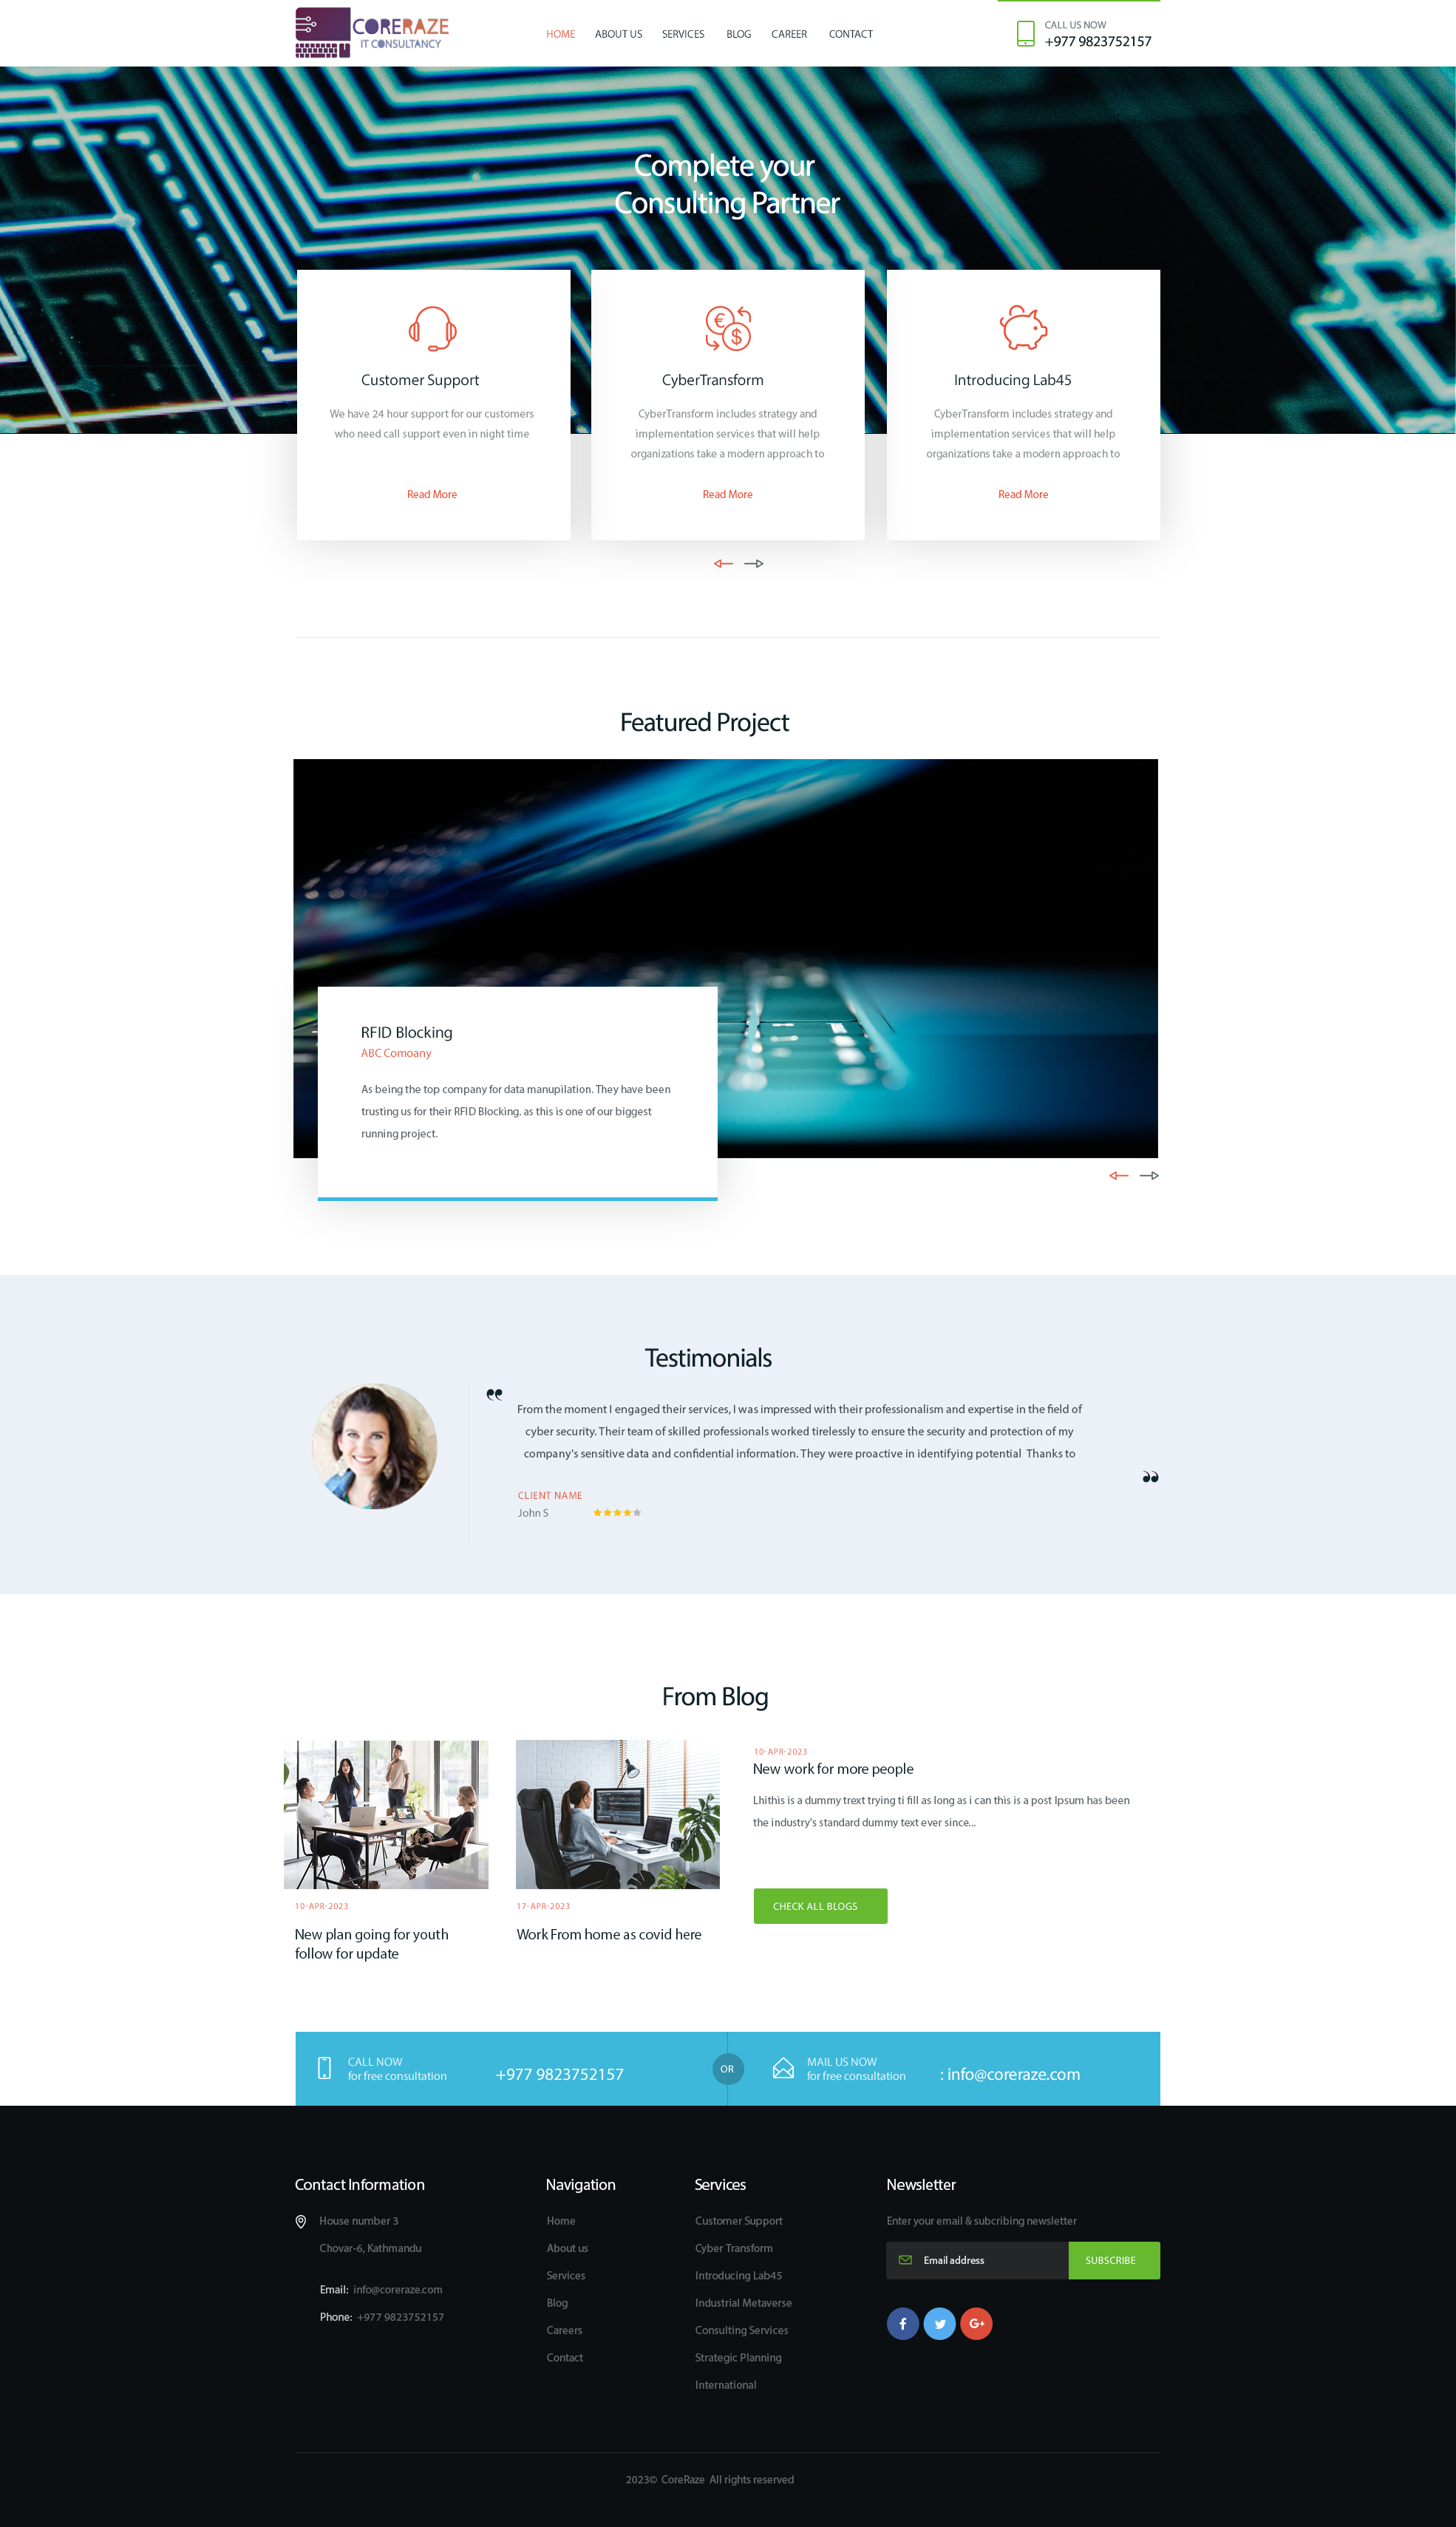 CORERAZE
IT CONSULTANCY
HOME ABOUT US SERVICES BLOG CAREER CONTACT
CALL US NOW
+977 9823752157
Complete your
Consulting Partner
Customer Support
We have 24 hour support for our customers
who need call support even in night time
Read More
CyberTransform
CyberTransform includes strategy and
implementation services that will help
organizations take a modern approach to
Read More
Introducing Lab45
CyberTransform includes strategy and
implementation services that will help
organizations take a modern approach to
Read More
Featured Project
RFID Blocking
ABC Comoany
As being the top company for data manupilation. They have been
trusting us for their RFID Blocking. as this is one of our biggest
running project.
Testimonials
❝
From the moment I engaged their services, I was impressed with their professionalism and expertise in the field of
cyber security. Their team of skilled professionals worked tirelessly to ensure the security and protection of my
company's sensitive data and confidential information. They were proactive in identifying potential Thanks to
❞
CLIENT NAME
John S
From Blog
10-APR-2023
New plan going for youth
follow for update
17-APR-2023
Work From home as covid here
10-APR-2023
New work for more people
Lhithis is a dummy trext trying ti fill as long as i can this is a post Ipsum has been
the industry's standard dummy text ever since...
CHECK ALL BLOGS
CALL NOW
for free consultation
+977 9823752157
OR
MAIL US NOW
for free consultation
: info@coreraze.com
Contact Information
House number 3
Chovar-6, Kathmandu
Email: info@coreraze.com
Phone: +977 9823752157
Navigation
Home
About us
Services
Blog
Careers
Contact
Services
Customer Support
Cyber Transform
Introducing Lab45
Industrial Metaverse
Consulting Services
Strategic Planning
International
Newsletter
Enter your email & subcribing newsletter
Email address
SUBSCRIBE
f
G+
2023© CoreRaze All rights reserved